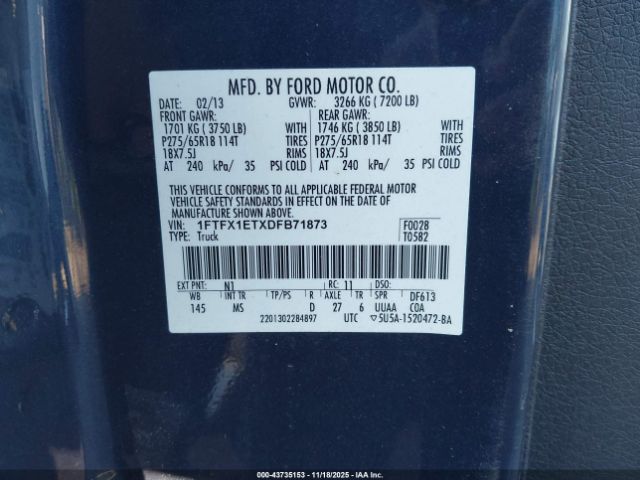 MFD. BY FORD MOTOR CO.
02/13 GVWR: 3266 KG ( 7200 LB)
FRONT GAWR: REAR GAWR:
1701 KG ( 3750 LB) WITH 1746 KG ( 3850 LB) WITH
P275/65R18 114T TIRES P275/65R18 114T TIRES
18X7.5J RIMS 18X7.5J RIMS
AT 240 kPa/ 35 PSI COLD AT 240 kPa/ 35 PSI COLD
THIS VEHICLE CONFORMS TO ALL APPLICABLE FEDERAL MOTOR
VEHICLE SAFETY STANDARDS IN EFFECT ON THE DATE OF
MANUFACTURE SHOWN ABOVE.
VIN: 1FTFX1ETXDFB71873 F0028
TYPE: Truck T0582
EXT PNT: N1 RC: 11 DSO:
WB INT TR TP/PS R AXLE TR SPR DF613
145 MS D 27 6 UUAA COA
2201302284897 UTC ▽5U5A-1520472-BA
000-43735153 - 11/18/2025 - IAA Inc. All Rights Reserved